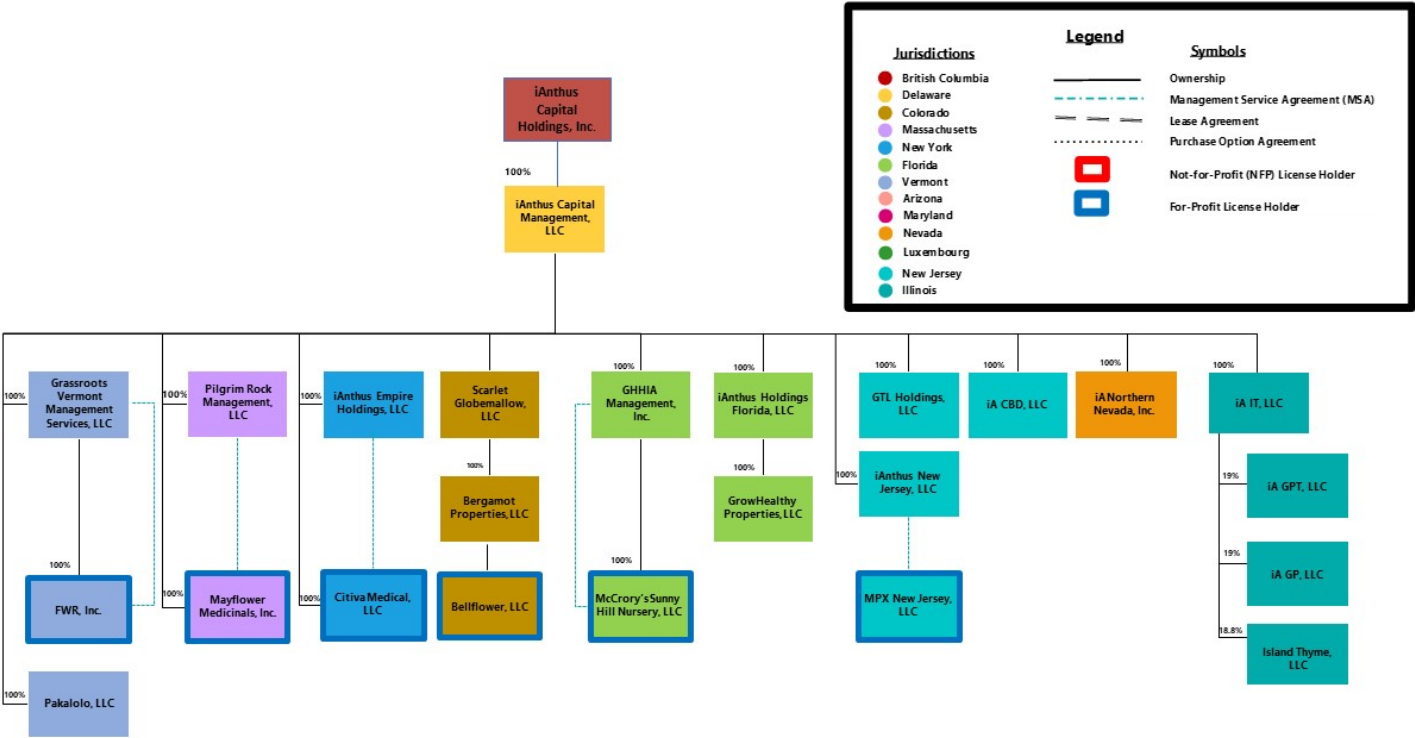 Legend
Jurisdictions
Symbols
British Columbia
Delaware
Colorado
Massachusetts
New York
Florida
Vermont
Arizona
Maryland
Nevada
Luxembourg
New Jersey
Illinois
Ownership
Management Service Agreement (MSA)
Lease Agreement
Purchase Option Agreement
Not-for-Profit (NFP) License Holder
For-Profit License Holder
iAnthus
Capital
Holdings, Inc.
100%
iAnthus Capital
Management,
LLC
100%
Grassroots
Vermont
Management
Services, LLC
100%
Pilgrim Rock
Management,
LLC
100%
iAnthus Empire
Holdings, LLC
Scarlet
Globemallow,
LLC
100%
GHHIA
Management,
Inc.
100%
iAnthus Holdings
Florida, LLC
100%
GTL Holdings,
LLC
100%
iA CBD, LLC
100%
iA Northern
Nevada, Inc.
100%
iA IT, LLC
100%
Bergamot
Properties, LLC
100%
GrowHealthy
Properties, LLC
100%
iAnthus New
Jersey, LLC
19%
iA GPT, LLC
100%
FWR, Inc.
100%
Mayflower
Medicinals, Inc.
100%
Citiva Medical,
LLC
Bellflower, LLC
100%
McCrory's Sunny
Hill Nursery, LLC
MPX New Jersey,
LLC
19%
iA GP, LLC
18.8%
Island Thyme,
LLC
100%
Pakalolo, LLC